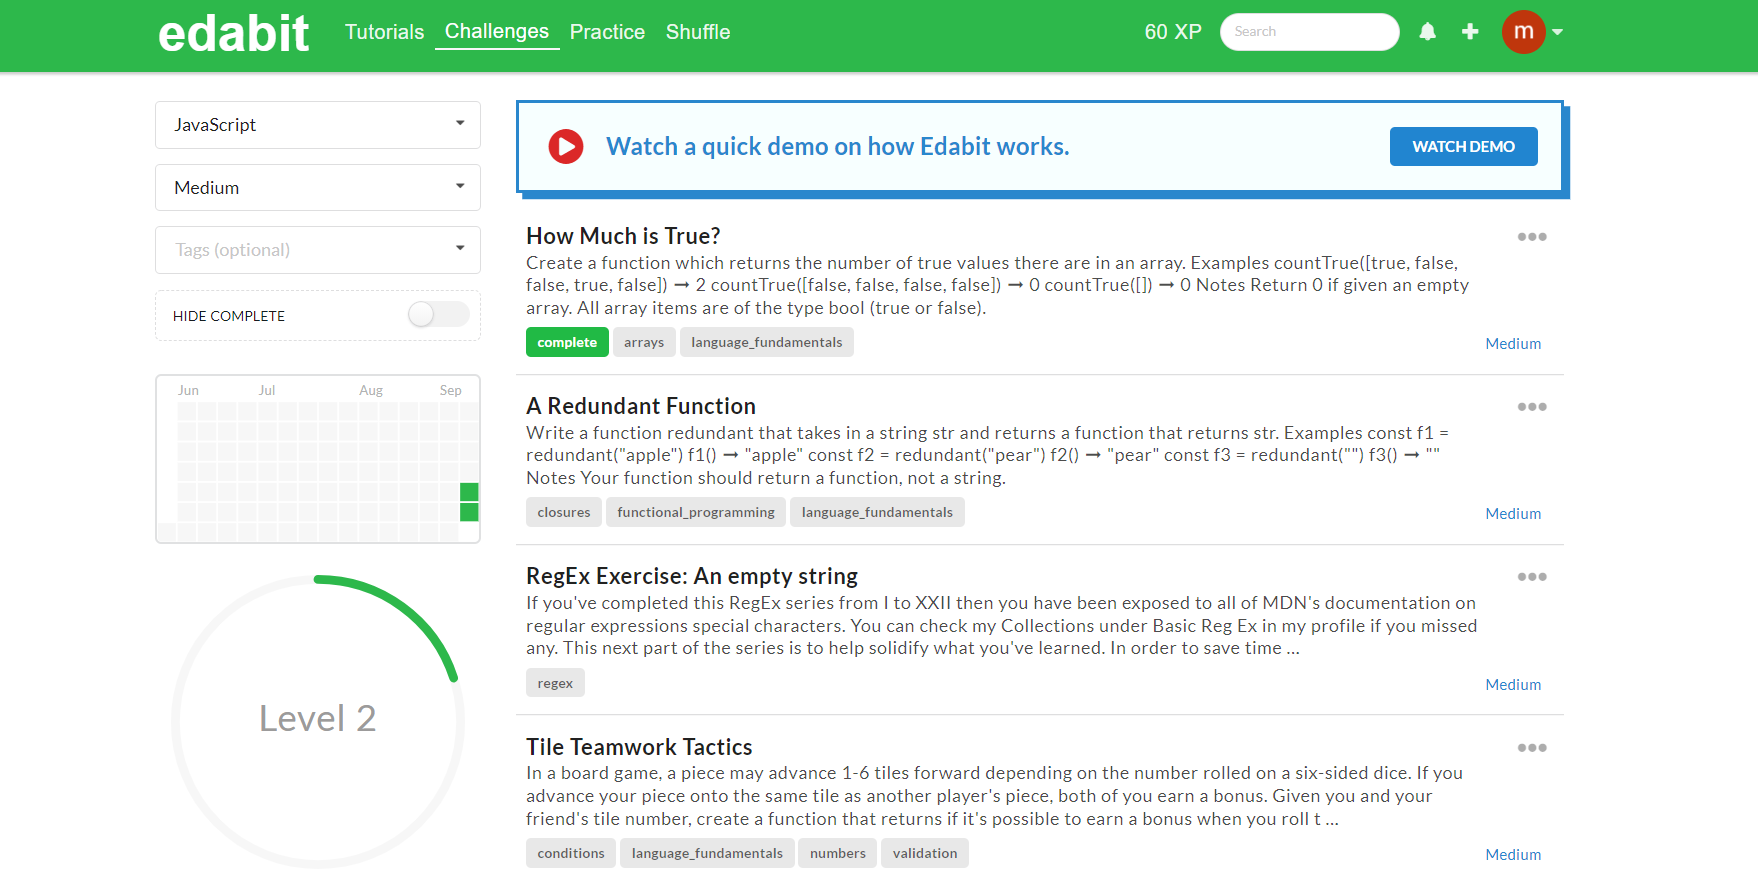 edabit
Tutorials Challenges Practice Shuffle
60 XP
Search
m
JavaScript
Medium
Tags (optional)
HIDE COMPLETE
Jun Jul Aug Sep
Level 2
Watch a quick demo on how Edabit works.
WATCH DEMO
How Much is True?
Create a function which returns the number of true values there are in an array. Examples countTrue([true, false,
false, true, false]) ➞ 2 countTrue([false, false, false, false]) ➞ 0 countTrue([]) ➞ 0 Notes Return 0 if given an empty
array. All array items are of the type bool (true or false).
complete arrays language_fundamentals
Medium
A Redundant Function
Write a function redundant that takes in a string str and returns a function that returns str. Examples const f1 =
redundant("apple") f1() ➞ "apple" const f2 = redundant("pear") f2() ➞ "pear" const f3 = redundant("") f3() ➞ ""
Notes Your function should return a function, not a string.
closures functional_programming language_fundamentals
Medium
RegEx Exercise: An empty string
If you've completed this RegEx series from I to XXII then you have been exposed to all of MDN's documentation on
regular expressions special characters. You can check my Collections under Basic Reg Ex in my profile if you missed
any. This next part of the series is to help solidify what you've learned. In order to save time ...
regex
Medium
Tile Teamwork Tactics
In a board game, a piece may advance 1-6 tiles forward depending on the number rolled on a six-sided dice. If you
advance your piece onto the same tile as another player's piece, both of you earn a bonus. Given you and your
friend's tile number, create a function that returns if it's possible to earn a bonus when you roll t ...
conditions language_fundamentals numbers validation
Medium